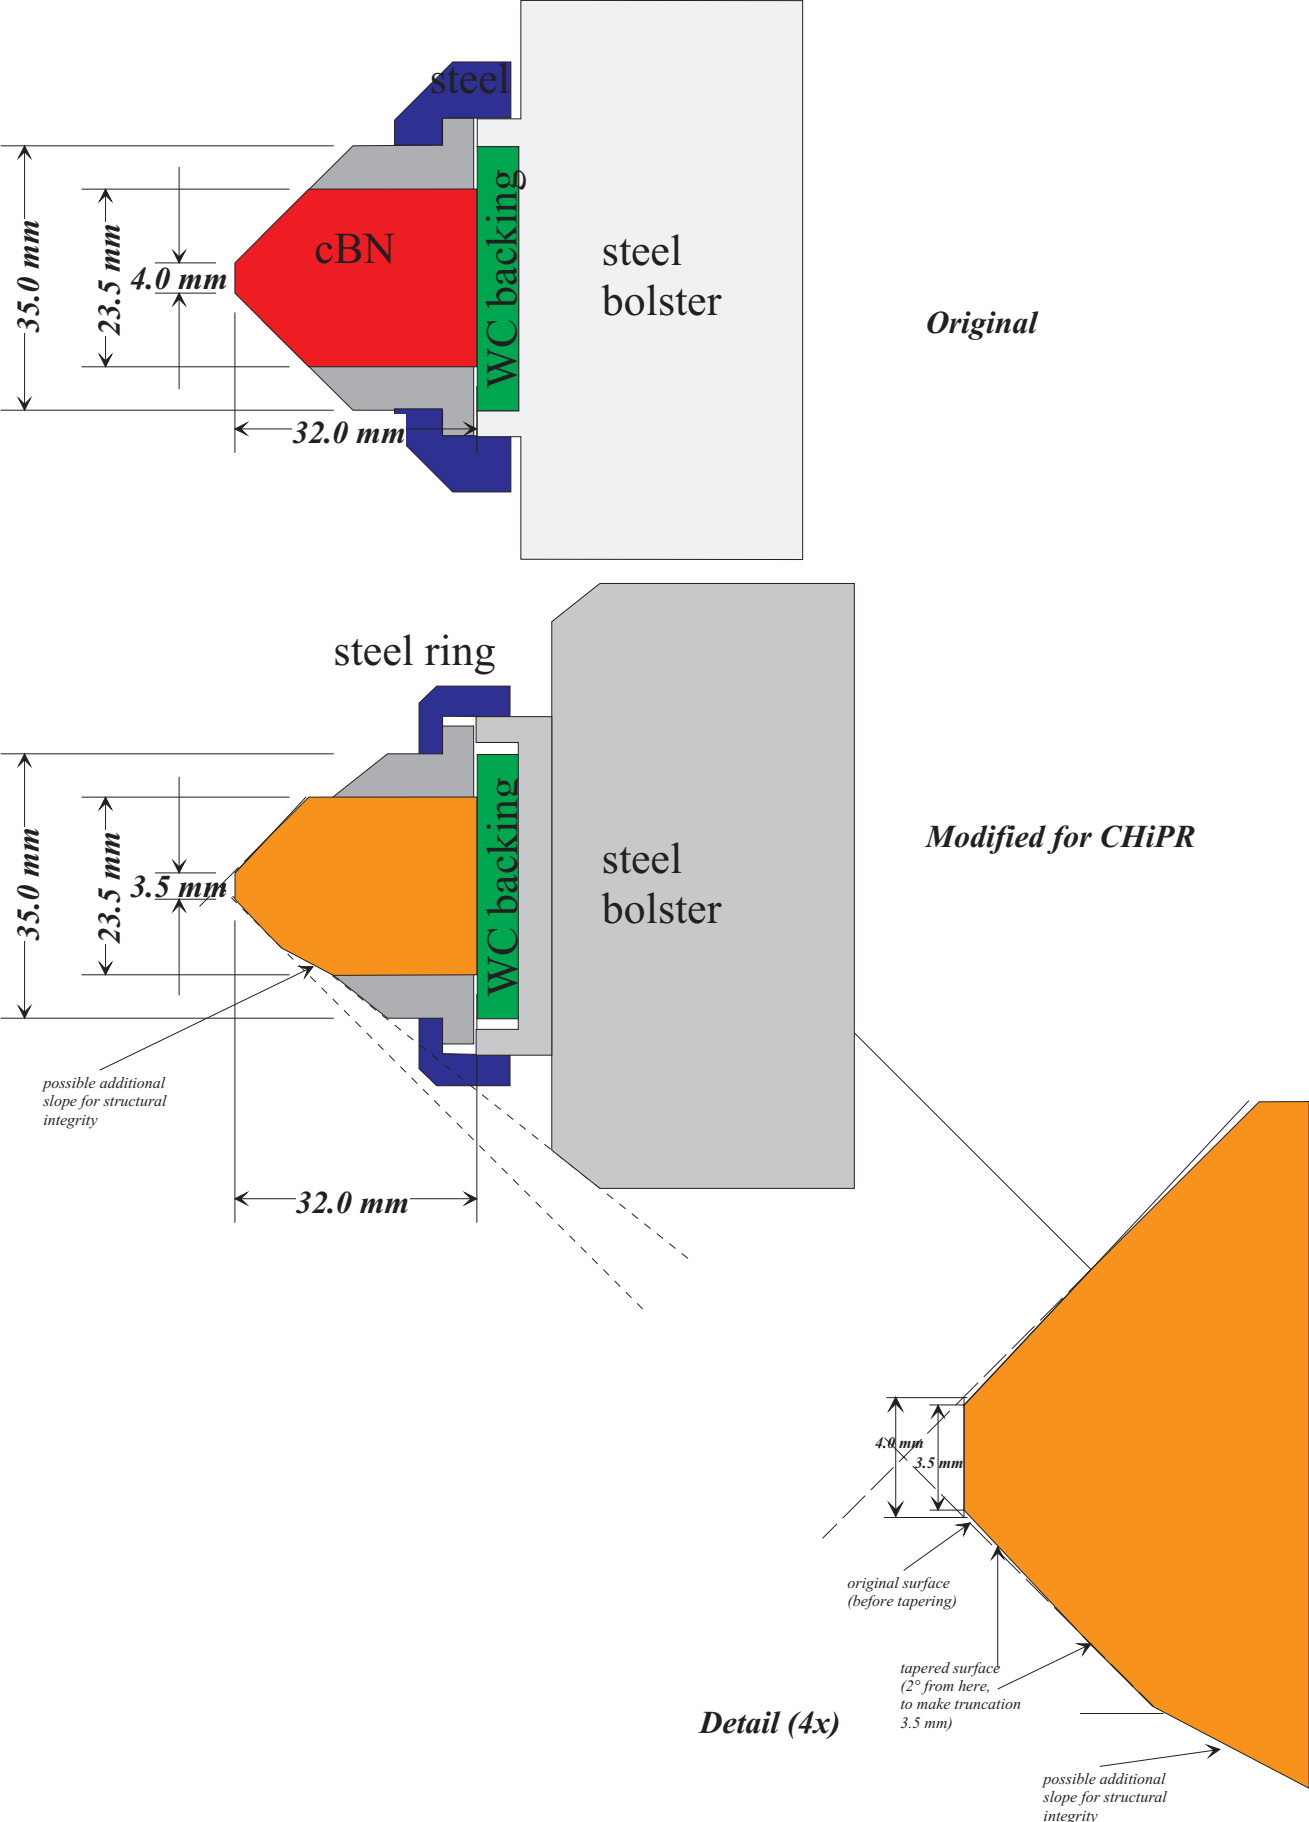 steel
35.0 mm
23.5 mm
4.0 mm
cBN
WC backing
steel
bolster
32.0 mm
Original
steel ring
35.0 mm
23.5 mm
3.5 mm
WC backing
steel
bolster
Modified for CHiPR
possible additional
slope for structural
integrity
32.0 mm
4.0 mm
3.5 mm
original surface
(before tapering)
tapered surface
(2° from here,
to make truncation
3.5 mm)
Detail (4x)
possible additional
slope for structural
integrity